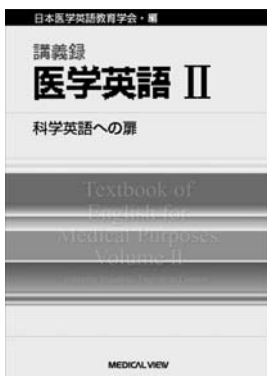 日本医学英語教育学会・編
講義録
医学英語 II
科学英語への扉
Textbook of
English for
Medical Purposes
Volume II
MEDICAL VIEW